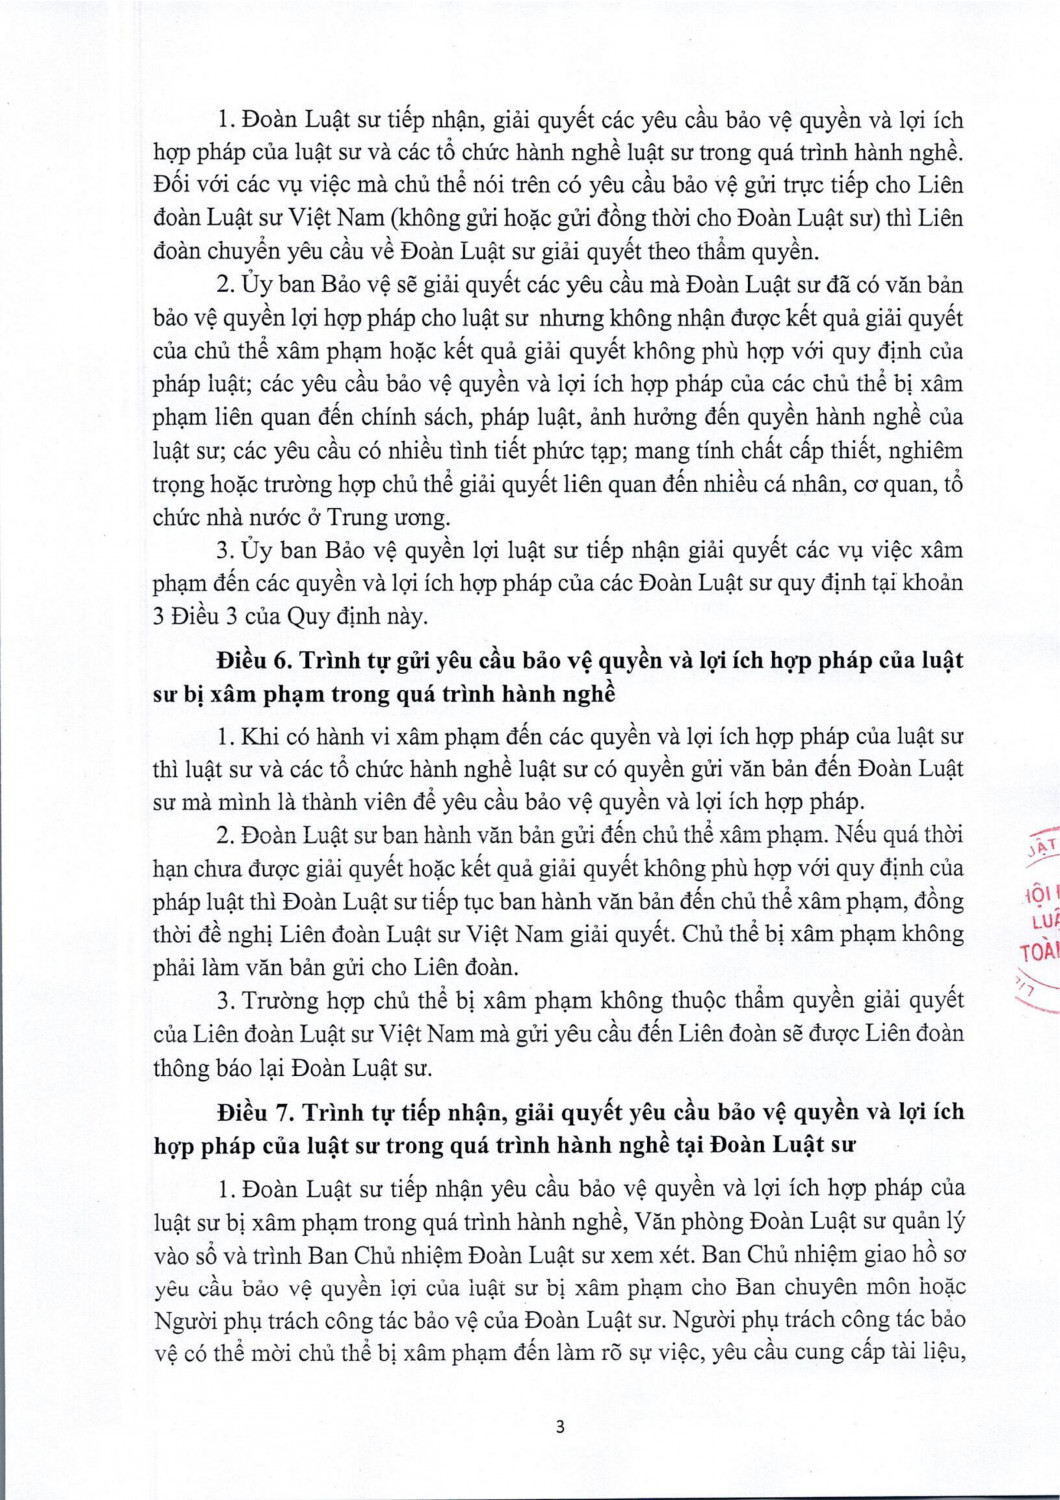 1. Đoàn Luật sư tiếp nhận, giải quyết các yêu cầu bảo vệ quyền và lợi ích
hợp pháp của luật sư và các tổ chức hành nghề luật sư trong quá trình hành nghề.
Đối với các vụ việc mà chủ thể nói trên có yêu cầu bảo vệ gửi trực tiếp cho Liên
đoàn Luật sư Việt Nam (không gửi hoặc gửi đồng thời cho Đoàn Luật sư) thì Liên
đoàn chuyển yêu cầu về Đoàn Luật sư giải quyết theo thẩm quyền.
2. Ủy ban Bảo vệ sẽ giải quyết các yêu cầu mà Đoàn Luật sư đã có văn bản
bảo vệ quyền lợi hợp pháp cho luật sư nhưng không nhận được kết quả giải quyết
của chủ thể xâm phạm hoặc kết quả giải quyết không phù hợp với quy định của
pháp luật; các yêu cầu bảo vệ quyền và lợi ích hợp pháp của các chủ thể bị xâm
phạm liên quan đến chính sách, pháp luật, ảnh hưởng đến quyền hành nghề của
luật sư; các yêu cầu có nhiều tình tiết phức tạp; mang tính chất cấp thiết, nghiêm
trọng hoặc trường hợp chủ thể giải quyết liên quan đến nhiều cá nhân, cơ quan, tổ
chức nhà nước ở Trung ương.
3. Ủy ban Bảo vệ quyền lợi luật sư tiếp nhận giải quyết các vụ việc xâm
phạm đến các quyền và lợi ích hợp pháp của các Đoàn Luật sư quy định tại khoản
3 Điều 3 của Quy định này.
Điều 6. Trình tự gửi yêu cầu bảo vệ quyền và lợi ích hợp pháp của luật
sư bị xâm phạm trong quá trình hành nghề
1. Khi có hành vi xâm phạm đến các quyền và lợi ích hợp pháp của luật sư
thì luật sư và các tổ chức hành nghề luật sư có quyền gửi văn bản đến Đoàn Luật
sư mà mình là thành viên để yêu cầu bảo vệ quyền và lợi ích hợp pháp.
2. Đoàn Luật sư ban hành văn bản gửi đến chủ thể xâm phạm. Nếu quá thời
hạn chưa được giải quyết hoặc kết quả giải quyết không phù hợp với quy định của
pháp luật thì Đoàn Luật sư tiếp tục ban hành văn bản đến chủ thể xâm phạm, đồng
thời đề nghị Liên đoàn Luật sư Việt Nam giải quyết. Chủ thể bị xâm phạm không
phải làm văn bản gửi cho Liên đoàn.
3. Trường hợp chủ thể bị xâm phạm không thuộc thẩm quyền giải quyết
của Liên đoàn Luật sư Việt Nam mà gửi yêu cầu đến Liên đoàn sẽ được Liên đoàn
thông báo lại Đoàn Luật sư.
Điều 7. Trình tự tiếp nhận, giải quyết yêu cầu bảo vệ quyền và lợi ích
hợp pháp của luật sư trong quá trình hành nghề tại Đoàn Luật sư
1. Đoàn Luật sư tiếp nhận yêu cầu bảo vệ quyền và lợi ích hợp pháp của
luật sư bị xâm phạm trong quá trình hành nghề, Văn phòng Đoàn Luật sư quản lý
vào sổ và trình Ban Chủ nhiệm Đoàn Luật sư xem xét. Ban Chủ nhiệm giao hồ sơ
yêu cầu bảo vệ quyền lợi của luật sư bị xâm phạm cho Ban chuyên môn hoặc
Người phụ trách công tác bảo vệ của Đoàn Luật sư. Người phụ trách công tác bảo
vệ có thể mời chủ thể bị xâm phạm đến làm rõ sự việc, yêu cầu cung cấp tài liệu,
3